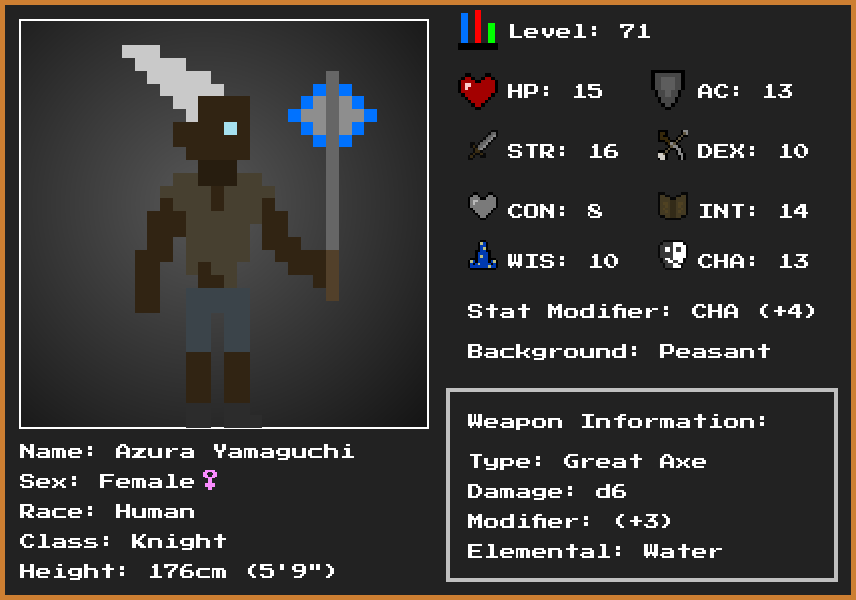 Level: 71
HP: 15
AC: 13
STR: 16
DEX: 10
CON: 8
INT: 14
WIS: 10
CHA: 13
Stat Modifier: CHA (+4)
Background: Peasant
Name: Azura Yamaguchi
Sex: Female♀
Race: Human
Class: Knight
Height: 176cm (5'9")
Weapon Information:
Type: Great Axe
Damage: d6
Modifier: (+3)
Elemental: Water